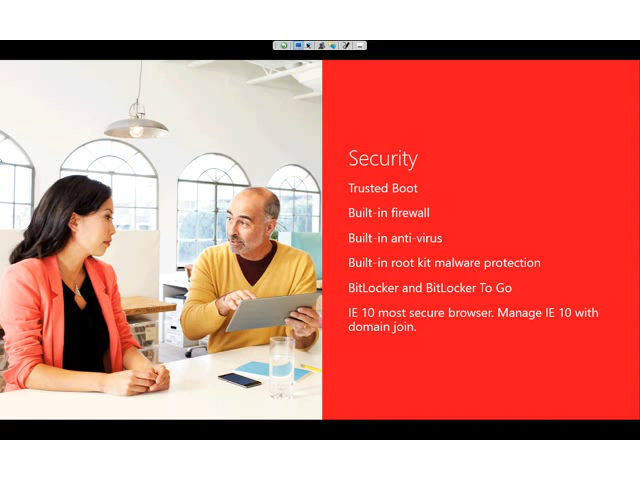 Security
Trusted Boot
Built-in firewall
Built-in anti-virus
Built-in root kit malware protection
BitLocker and BitLocker To Go
IE 10 most secure browser. Manage IE 10 with
domain join.